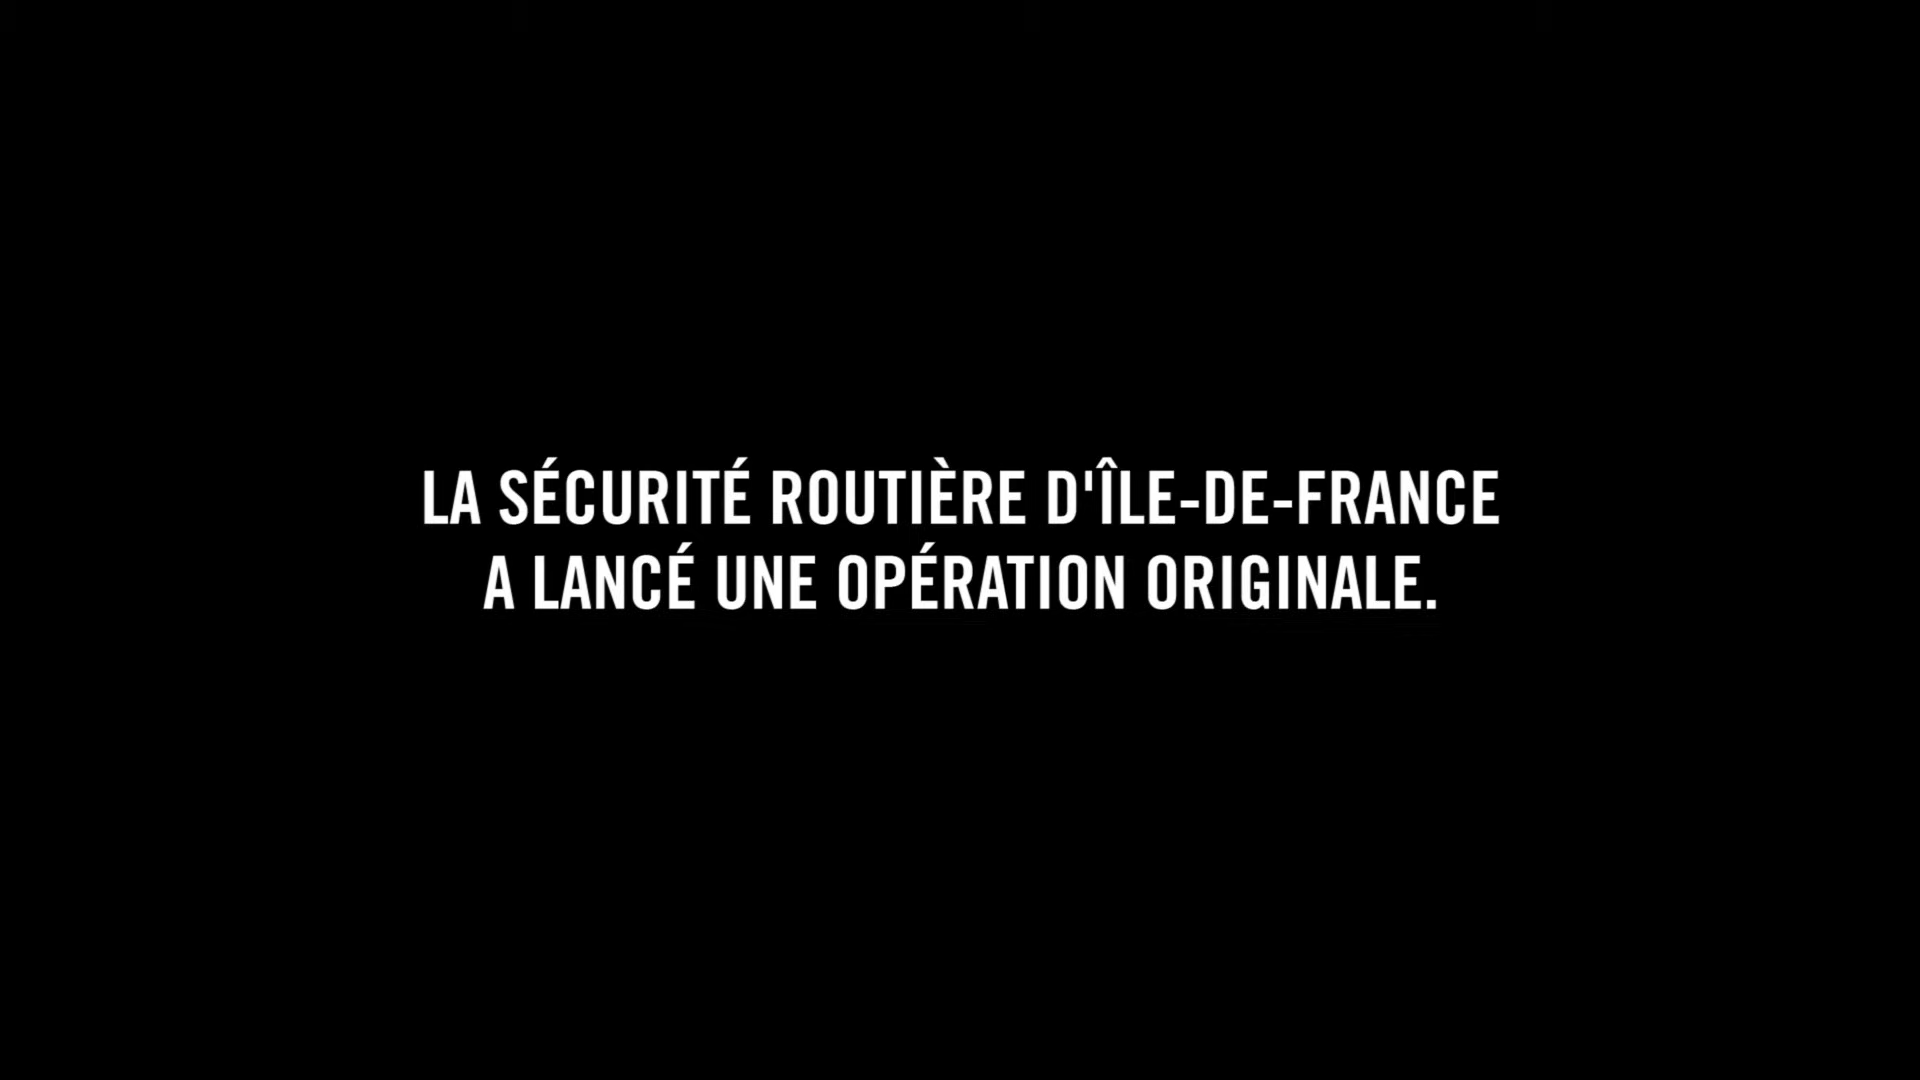 LA SÉCURITÉ ROUTIÈRE D'ÎLE-DE-FRANCE
A LANCÉ UNE OPÉRATION ORIGINALE.